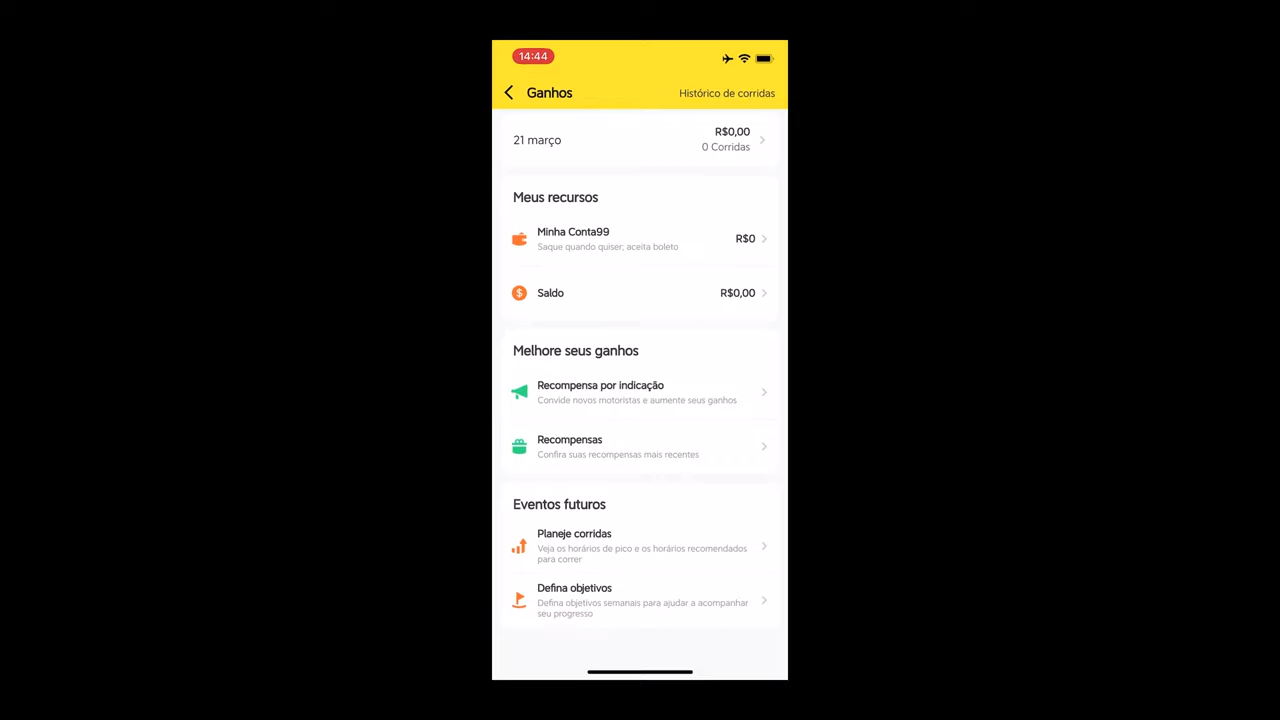 14:44
Ganhos
Histórico de corridas
21 março
R$0,00
0 Corridas
Meus recursos
Minha Conta99
Saque quando quiser; aceita boleto
R$0
Saldo
R$0,00
Melhore seus ganhos
Recompensa por indicação
Convide novos motoristas e aumente seus ganhos
Recompensas
Confira suas recompensas mais recentes
Eventos futuros
Planeje corridas
Veja os horários de pico e os horários recomendados
para correr
Defina objetivos
Defina objetivos semanais para ajudar a acompanhar
seu progresso